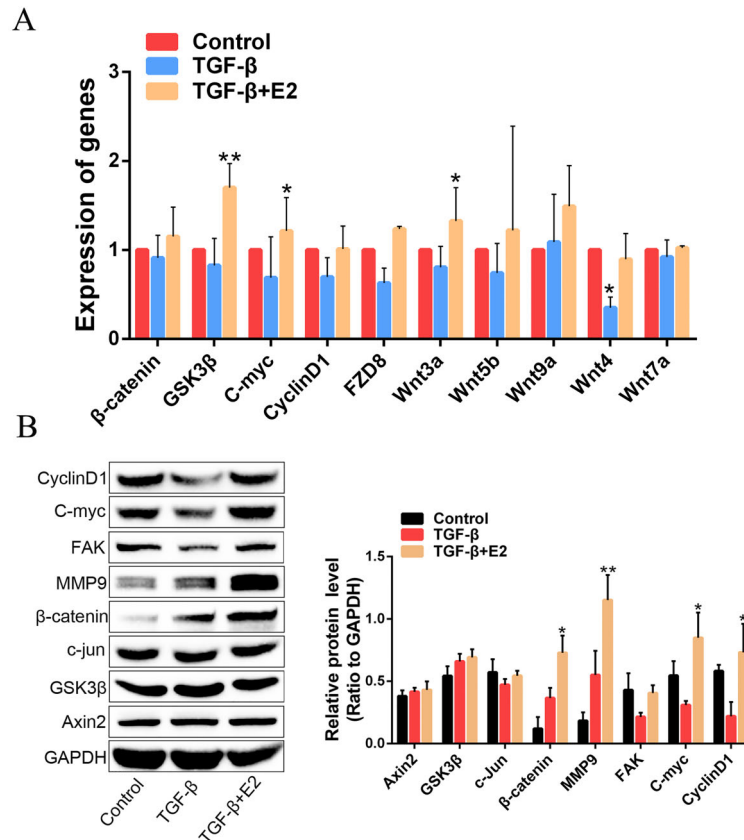 A
Control
TGF-β
TGF-β+E2
Expression of genes
3
2
1
0
**
*
*
*
β-catenin
GSK3β
C-myc
CyclinD1
FZD8
Wnt3a
Wnt5b
Wnt9a
Wnt4
Wnt7a
B
CyclinD1
C-myc
FAK
MMP9
β-catenin
c-jun
GSK3β
Axin2
GAPDH
Control
TGF-β
TGF-β+E2
Control
TGF-β
TGF-β+E2
Relative protein level
(Ratio to GAPDH)
1.5
1.0
0.5
0.0
*
**
*
*
Axin2
GSK3β
c-Jun
β-catenin
MMP9
FAK
C-myc
CyclinD1